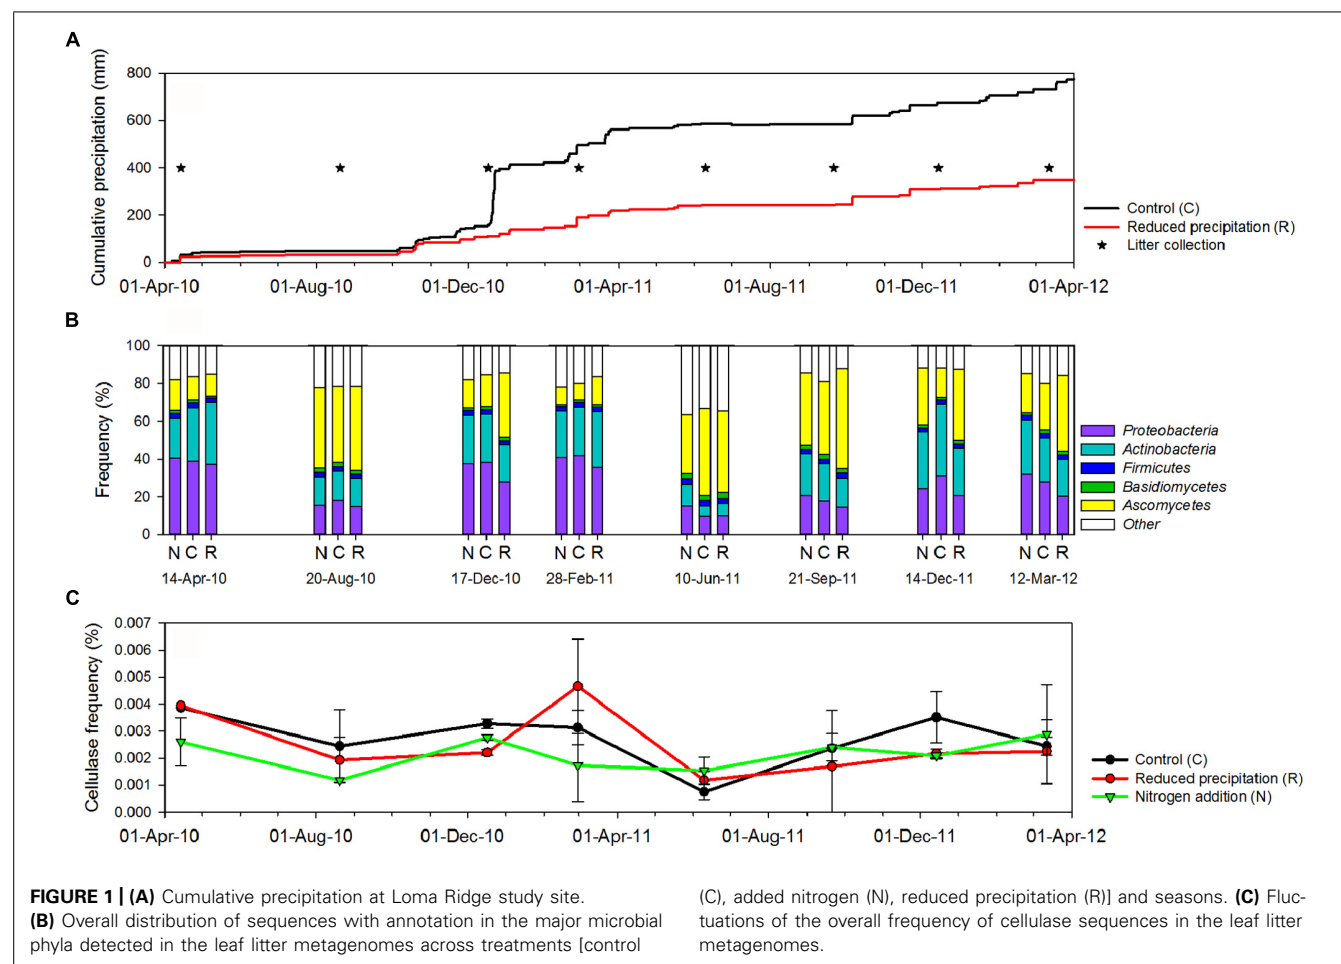 A
Cumulative precipitation (mm)
800
600
400
200
0
01-Apr-10 01-Aug-10 01-Dec-10 01-Apr-11 01-Aug-11 01-Dec-11 01-Apr-12
Control (C)
Reduced precipitation (R)
Litter collection
B
Frequency (%)
100
80
60
40
20
0
N C R N C R N C R N C R N C R N C R N C R N C R
14-Apr-10 20-Aug-10 17-Dec-10 28-Feb-11 10-Jun-11 21-Sep-11 14-Dec-11 12-Mar-12
Proteobacteria
Actinobacteria
Firmicutes
Basidiomycetes
Ascomycetes
Other
C
Cellulase frequency (%)
0.007
0.006
0.005
0.004
0.003
0.002
0.001
0.000
01-Apr-10 01-Aug-10 01-Dec-10 01-Apr-11 01-Aug-11 01-Dec-11 01-Apr-12
Control (C)
Reduced precipitation (R)
Nitrogen addition (N)
FIGURE 1 | (A) Cumulative precipitation at Loma Ridge study site.
(B) Overall distribution of sequences with annotation in the major microbial
phyla detected in the leaf litter metagenomes across treatments [control
(C), added nitrogen (N), reduced precipitation (R)] and seasons. (C) Fluc-
tuations of the overall frequency of cellulase sequences in the leaf litter
metagenomes.